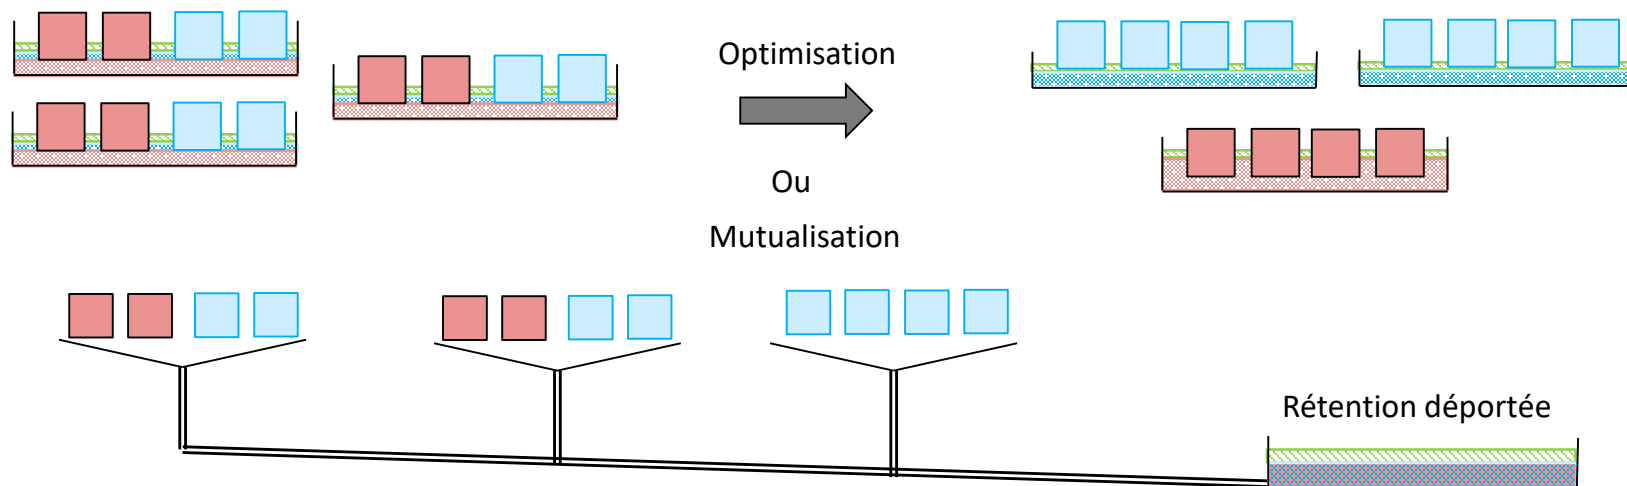 Optimisation
Ou
Mutualisation
Rétention déportée